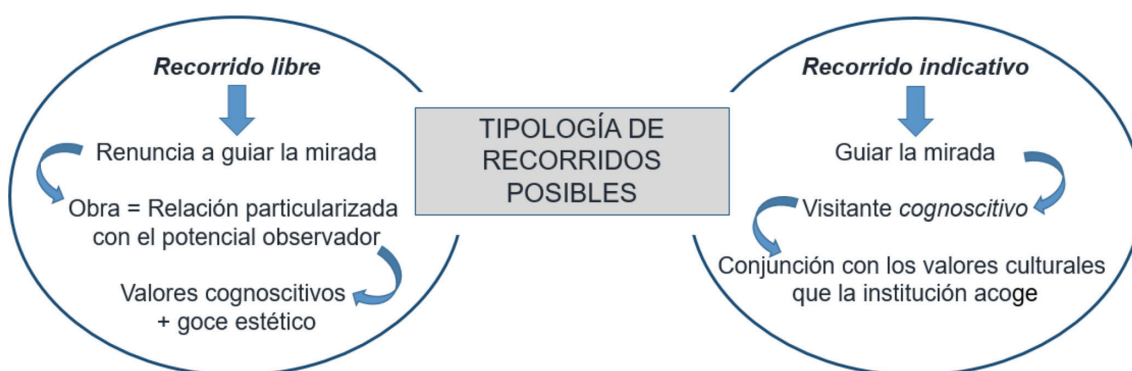 Recorrido libre
Renuncia a guiar la mirada
Obra = Relación particularizada
con el potencial observador
Valores cognoscitivos
+ goce estético
TIPOLOGÍA DE
RECORRIDOS
POSIBLES
Recorrido indicativo
Guiar la mirada
Visitante cognoscitivo
Conjunción con los valores culturales
que la institución acoge